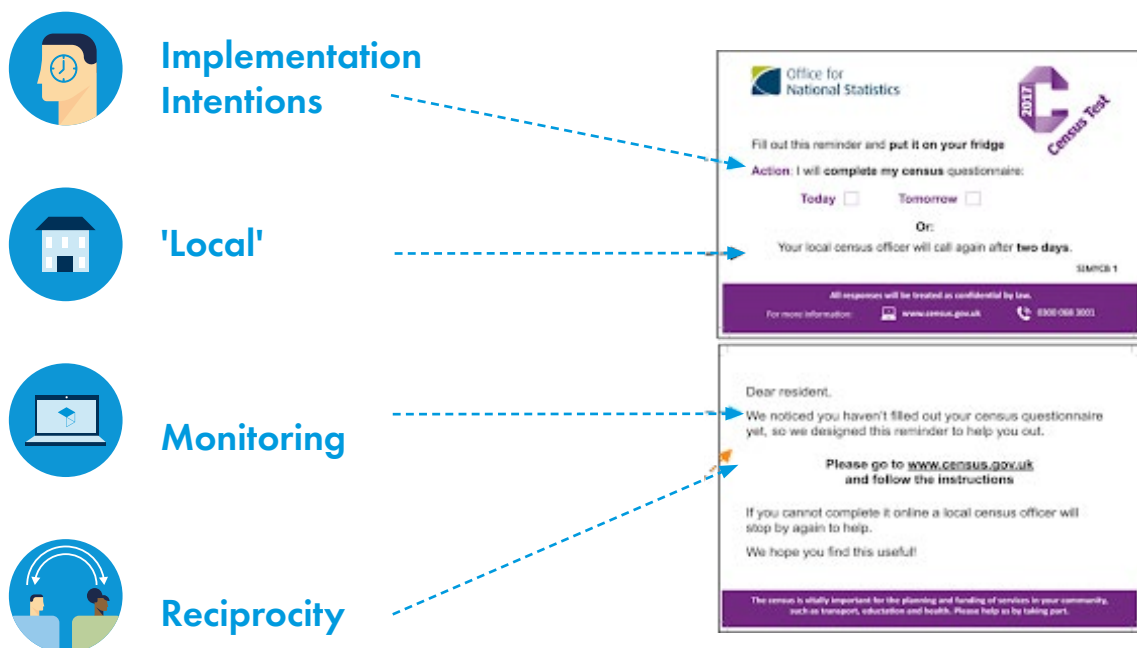 Implementation
Intentions
'Local'
Monitoring
Reciprocity
Office for
National Statistics
2017
Census Test
Fill out this reminder and put it on your fridge
Action: I will complete my census questionnaire:
Today
Tomorrow
Or:
Your local census officer will call again after two days.
All responses will be treated as confidential by law.
For more information: www.census.gov.uk 0300 068 3001
Dear resident,
We noticed you haven't filled out your census questionnaire
yet, so we designed this reminder to help you out.
Please go to www.census.gov.uk
and follow the instructions
If you cannot complete it online a local census officer will
stop by again to help.
We hope you find this useful!
The census is vitally important for the planning and funding of services in your community,
such as transport, eductation and health. Please help us by taking part.